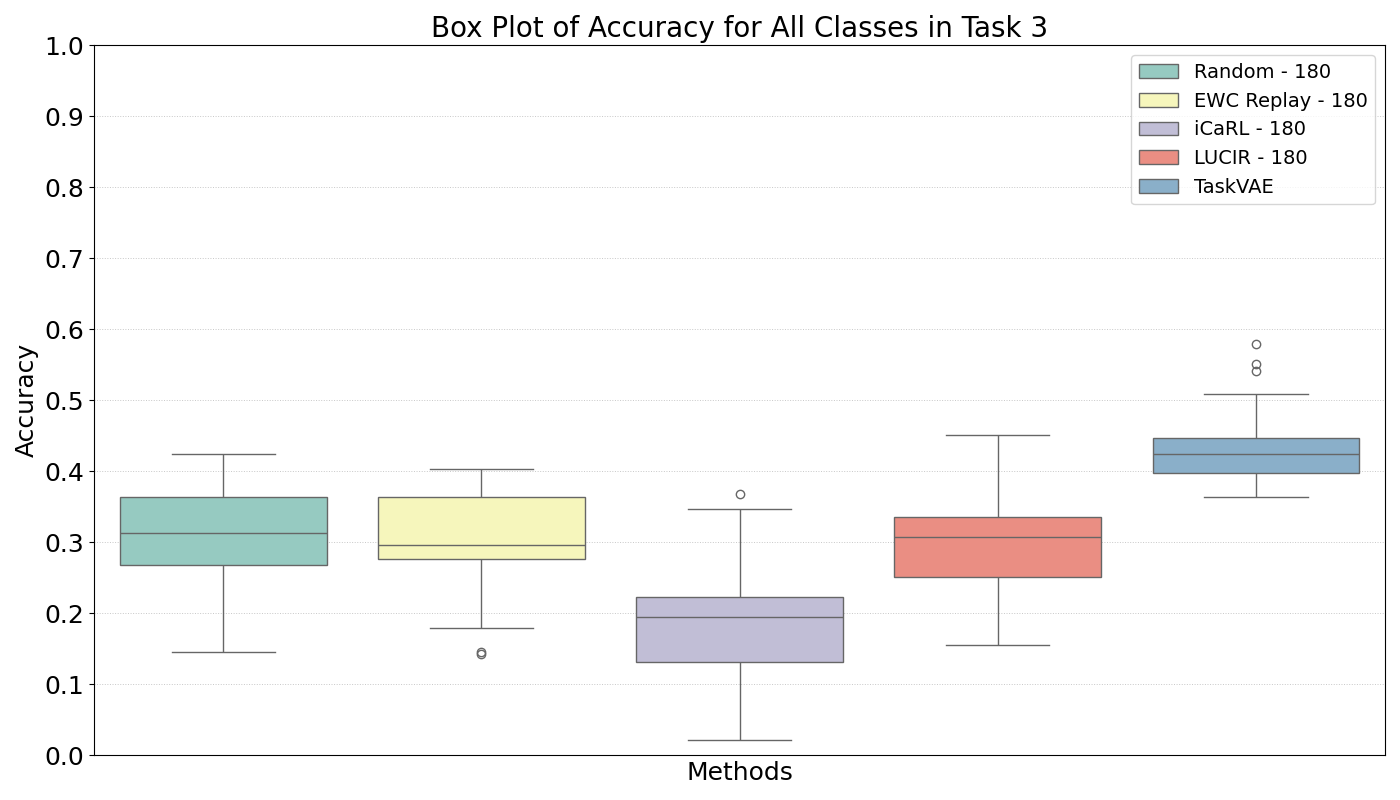 Box Plot of Accuracy for All Classes in Task 3
1.0
0.9
0.8
0.7
0.6
0.5
0.4
0.3
0.2
0.1
0.0
Accuracy
Methods
Random - 180
EWC Replay - 180
iCaRL - 180
LUCIR - 180
TaskVAE